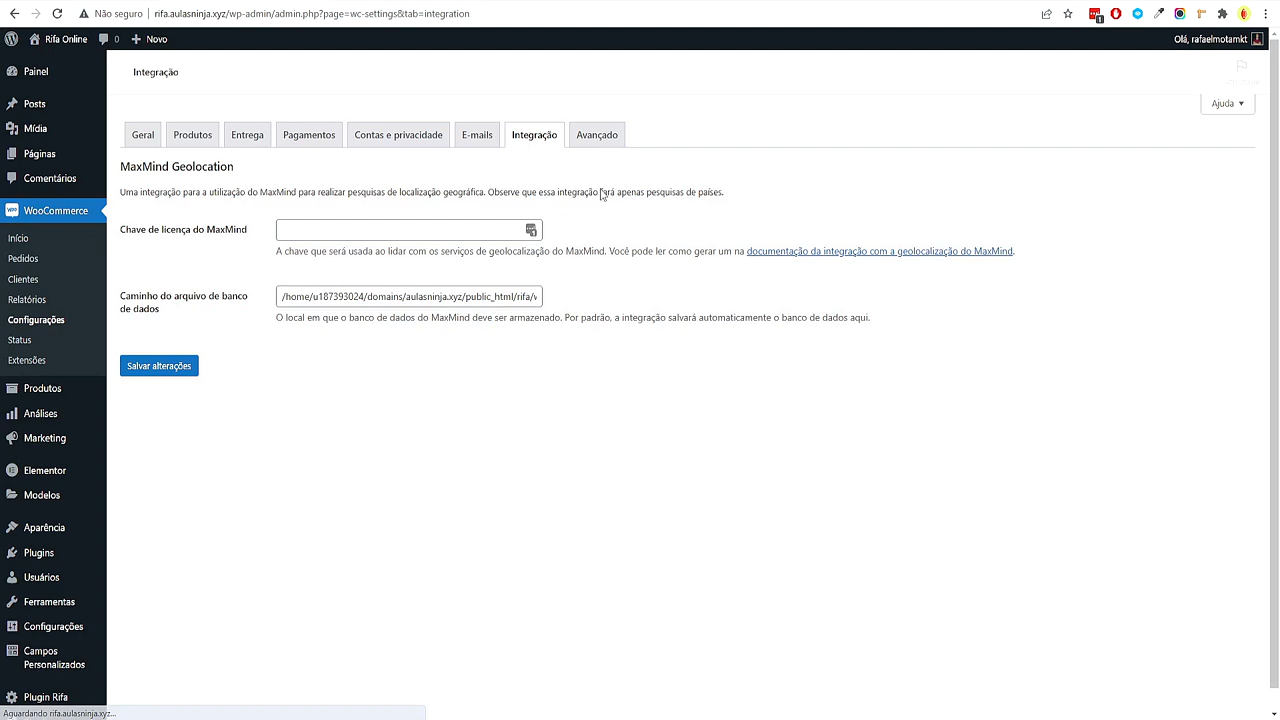 Não seguro
rifa.aulasninja.xyz/wp-admin/admin.php?page=wc-settings&tab=integration
Rifa Online
0
Novo
Olá, rafaelmotamkt
Painel
Posts
Mídia
Páginas
Comentários
WooCommerce
Início
Pedidos
Clientes
Relatórios
Configurações
Status
Extensões
Produtos
Análises
Marketing
Elementor
Modelos
Aparência
Plugins
Usuários
Ferramentas
Configurações
Campos
Personalizados
Plugin Rifa
Aguardando rifa.aulasninja.xyz...
Integração
Ajuda
Geral
Produtos
Entrega
Pagamentos
Contas e privacidade
E-mails
Integração
Avançado
MaxMind Geolocation
Uma integração para a utilização do MaxMind para realizar pesquisas de localização geográfica. Observe que essa integração fará apenas pesquisas de países.
Chave de licença do MaxMind
A chave que será usada ao lidar com os serviços de geolocalização do MaxMind. Você pode ler como gerar um na documentação da integração com a geolocalização do MaxMind.
Caminho do arquivo de banco
de dados
/home/u187393024/domains/aulasninja.xyz/public_html/rifa/
O local em que o banco de dados do MaxMind deve ser armazenado. Por padrão, a integração salvará automaticamente o banco de dados aqui.
Salvar alterações